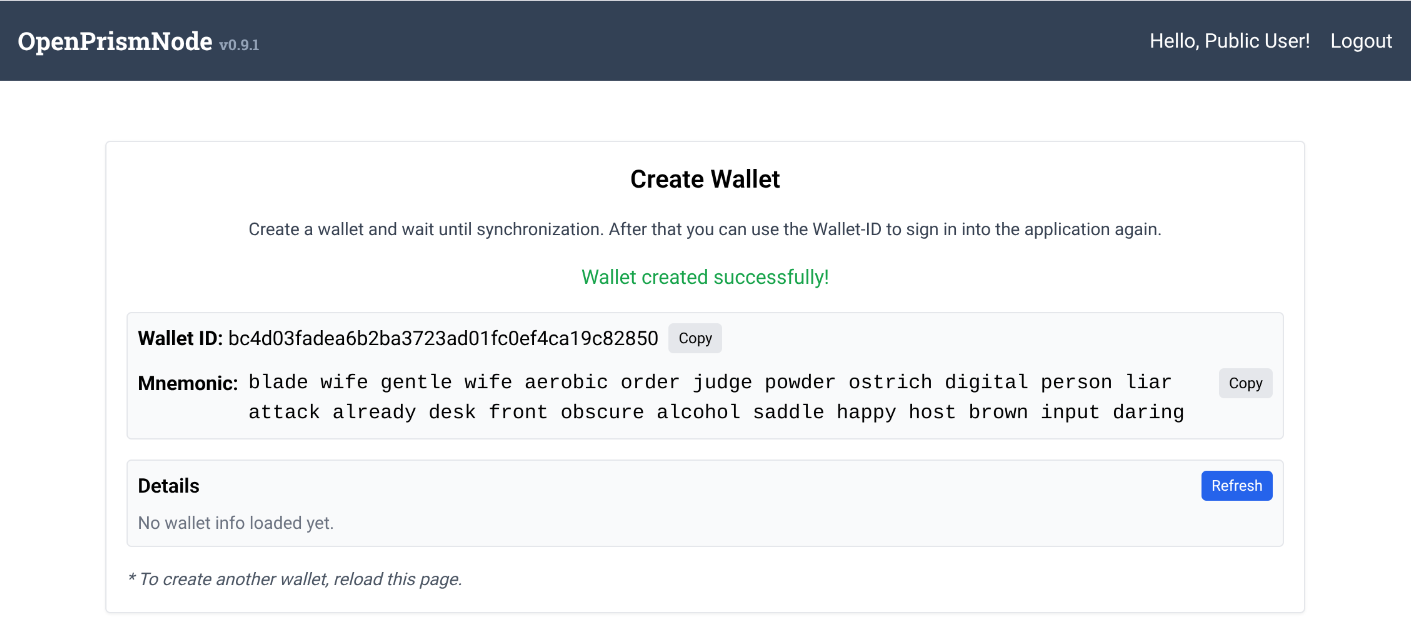 OpenPrismNode v0.9.1
Hello, Public User! Logout
Create Wallet
Create a wallet and wait until synchronization. After that you can use the Wallet-ID to sign in into the application again.
Wallet created successfully!
Wallet ID: bc4d03fadea6b2ba3723ad01fc0ef4ca19c82850 Copy
Mnemonic: blade wife gentle wife aerobic order judge powder ostrich digital person liar Copy
attack already desk front obscure alcohol saddle happy host brown input daring
Details Refresh
No wallet info loaded yet.
* To create another wallet, reload this page.